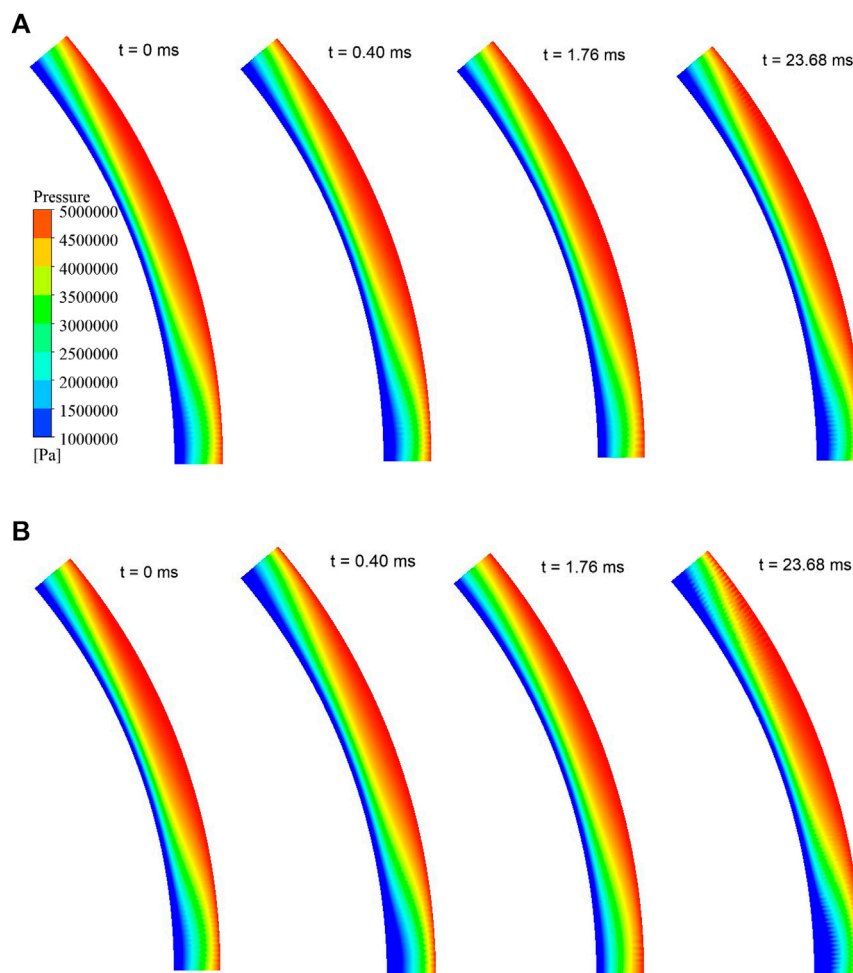 A
t = 0 ms
t = 0.40 ms
t = 1.76 ms
t = 23.68 ms
Pressure
5000000
4500000
4000000
3500000
3000000
2500000
2000000
1500000
1000000
[Pa]
B
t = 0 ms
t = 0.40 ms
t = 1.76 ms
t = 23.68 ms